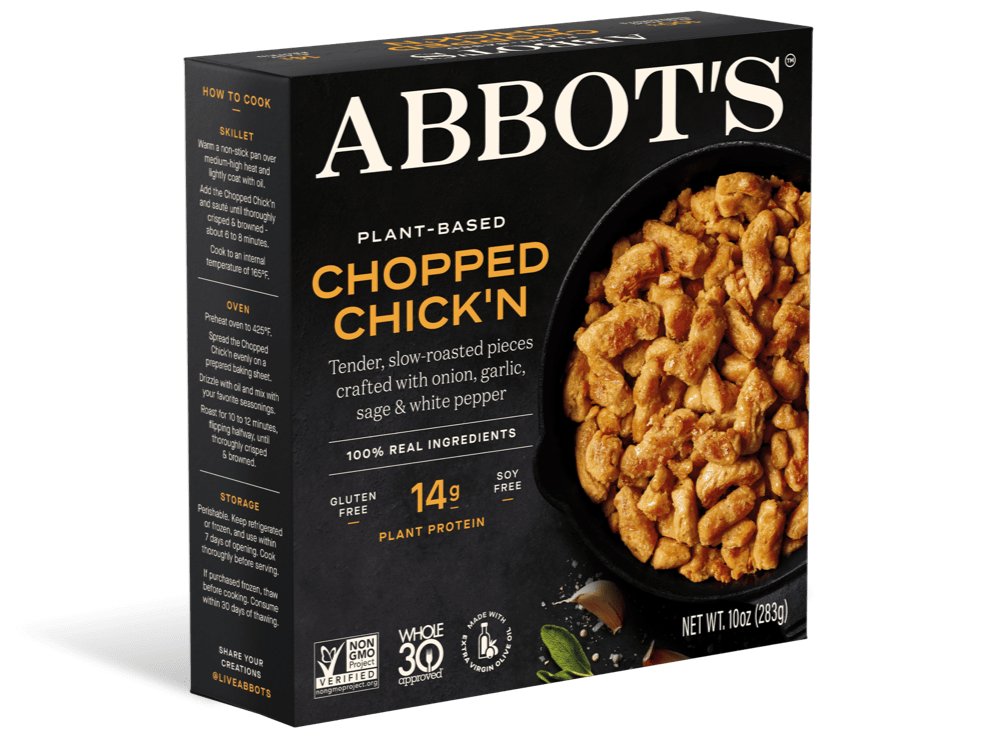 ABBOT'S™
PLANT-BASED
CHOPPED
CHICK'N
Tender, slow-roasted pieces
crafted with onion, garlic,
sage & white pepper
100% REAL INGREDIENTS
GLUTEN
FREE
14g
PLANT PROTEIN
SOY
FREE
NON
GMO
Project
VERIFIED
nongmoproject.org
WHOLE
30
approved
MADE WITH
EXTRA VIRGIN OLIVE OIL
NET WT. 10oz (283g)
HOW TO COOK
SKILLET
Warm a non-stick pan over
medium-high heat and
lightly coat with oil.
Add the Chopped Chick'n
and sauté until thoroughly
crisped & browned -
about 6 to 8 minutes.
Cook to an internal
temperature of 165°F.
OVEN
Preheat oven to 425°F.
Spread the Chopped
Chick'n evenly on a
prepared baking sheet.
Drizzle with oil and mix with
your favorite seasonings.
Roast for 10 to 12 minutes,
flipping halfway, until
thoroughly crisped
& browned.
STORAGE
Perishable. Keep refrigerated
or frozen, and use within
7 days of opening. Cook
thoroughly before serving.
If purchased frozen, thaw
before cooking. Consume
within 30 days of thawing.
SHARE YOUR
CREATIONS
@LIVEABBOTS
ABBOT'S
CHOPPED
CHICK'N